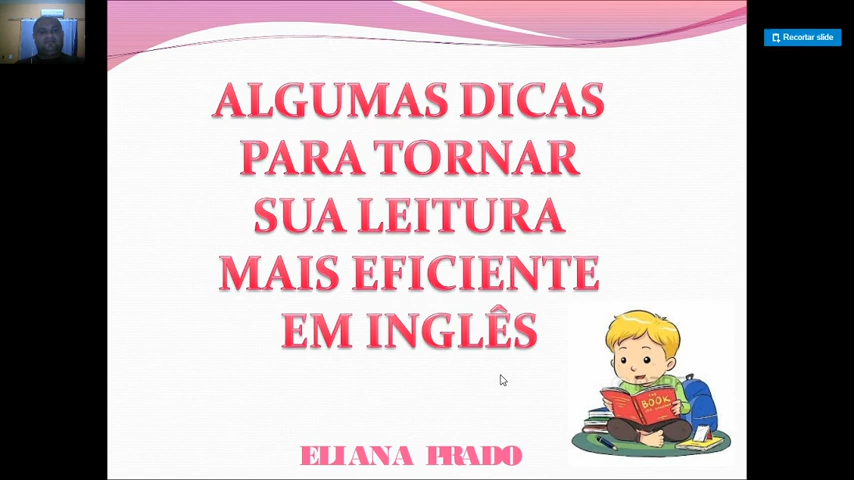 Recortar slide
ALGUMAS DICAS
PARA TORNAR
SUA LEITURA
MAIS EFICIENTE
EM INGLÊS
BOOK
ELIANA PRADO